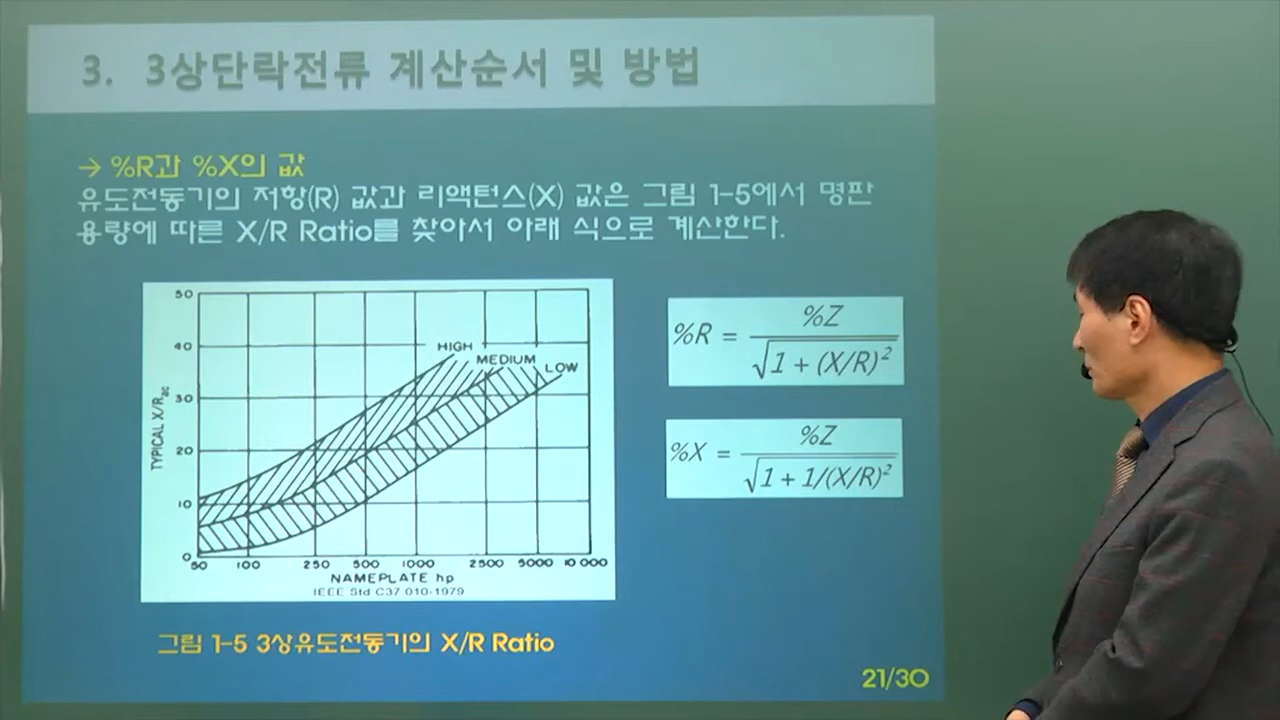 3. 3상단락전류 계산순서 및 방법
→ %R과 %X의 값
유도전동기의 저항(R) 값과 리액턴스(X) 값은 그림 1-5에서 명판
용량에 따른 X/R Ratio를 찾아서 아래 식으로 계산한다.
50
40
30
20
10
0
TYPICAL X/Rac
HIGH
MEDIUM
LOW
50 100 250 500 1000 2500 5000 10 000
NAMEPLATE hp
IEEE Std C37 010-1979
%R = %Z / √1 + (X/R)²
%X = %Z / √1 + 1/(X/R)²
그림 1-5 3상유도전동기의 X/R Ratio
21/30